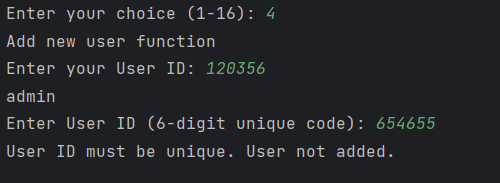 Enter your choice (1-16): 4
Add new user function
Enter your User ID: 120356
admin
Enter User ID (6-digit unique code): 654655
User ID must be unique. User not added.